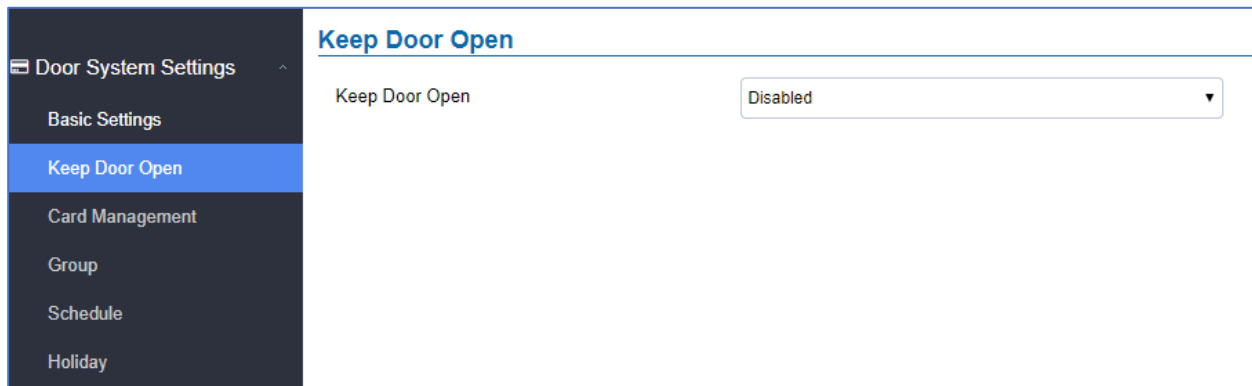 Door System Settings
Basic Settings
Keep Door Open
Card Management
Group
Schedule
Holiday
Keep Door Open
Keep Door Open Disabled